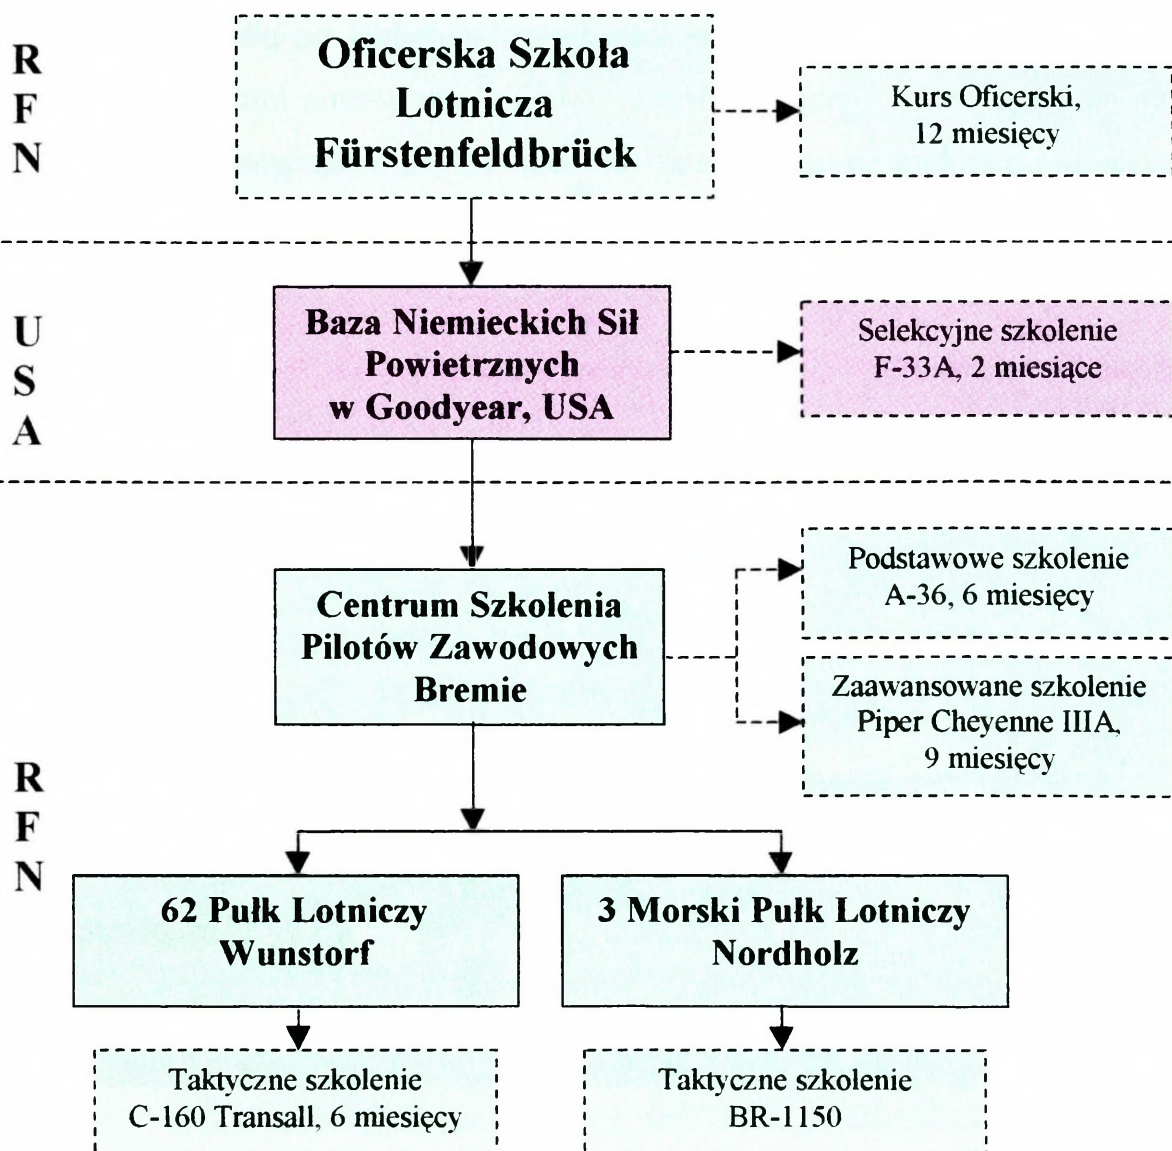 R
F
N
Oficerska Szkoła
Lotnicza
Fürstenfeldbrück
Kurs Oficerski,
12 miesięcy
U
S
A
Baza Niemieckich Sił
Powietrznych
w Goodyear, USA
Selekcyjne szkolenie
F-33A, 2 miesiące
R
F
N
Centrum Szkolenia
Pilotów Zawodowych
Bremie
Podstawowe szkolenie
A-36, 6 miesięcy
Zaawansowane szkolenie
Piper Cheyenne IIIA,
9 miesięcy
62 Pułk Lotniczy
Wunstorf
3 Morski Pułk Lotniczy
Nordholz
Taktyczne szkolenie
C-160 Transall, 6 miesięcy
Taktyczne szkolenie
BR-1150